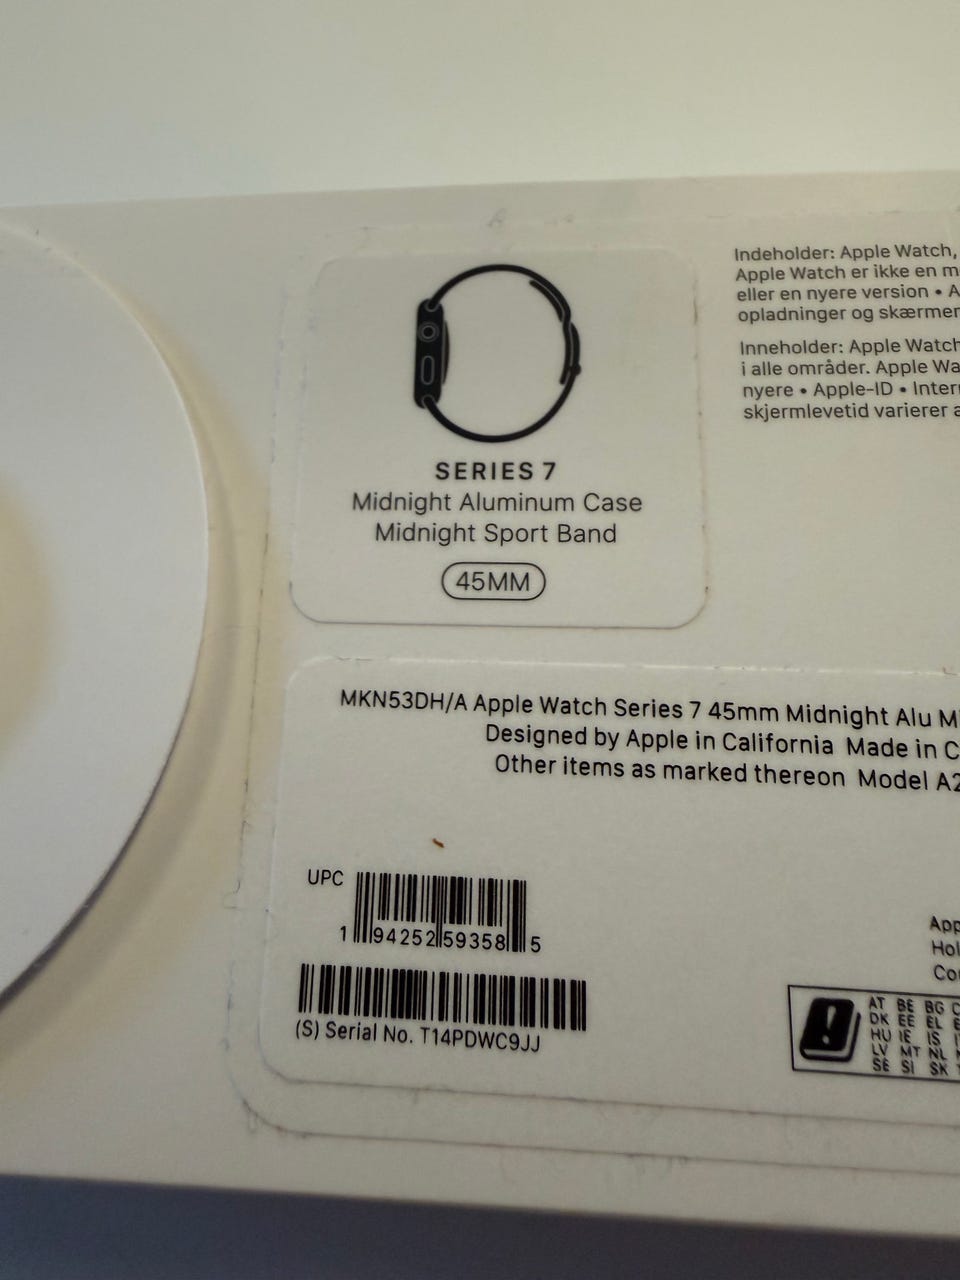 SERIES 7
Midnight Aluminum Case
Midnight Sport Band
45MM
Indeholder: Apple Watch,
Apple Watch er ikke en
eller en nyere version •
opladninger og skærmen
Inneholder: Apple Watch
i alle områder. Apple
nyere • Apple-ID •
skjermlevetid varierer
MKN53DH/A Apple Watch Series 7 45mm Midnight Alu
Designed by Apple in California Made in
Other items as marked thereon Model
UPC
1 94252 59358 5
(S) Serial No. T14PDWC9JJ
AT BE BG
DK EE EL
HU IE IS
LV MT NL
SE SI SK